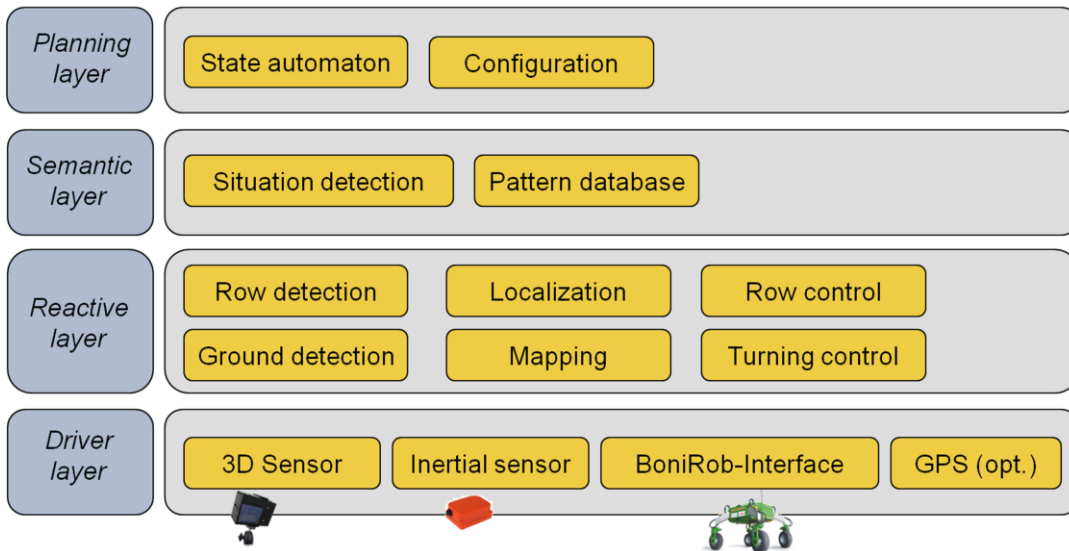 Planning
layer
State automaton
Configuration
Semantic
layer
Situation detection
Pattern database
Reactive
layer
Row detection
Localization
Row control
Ground detection
Mapping
Turning control
Driver
layer
3D Sensor
Inertial sensor
BoniRob-Interface
GPS (opt.)